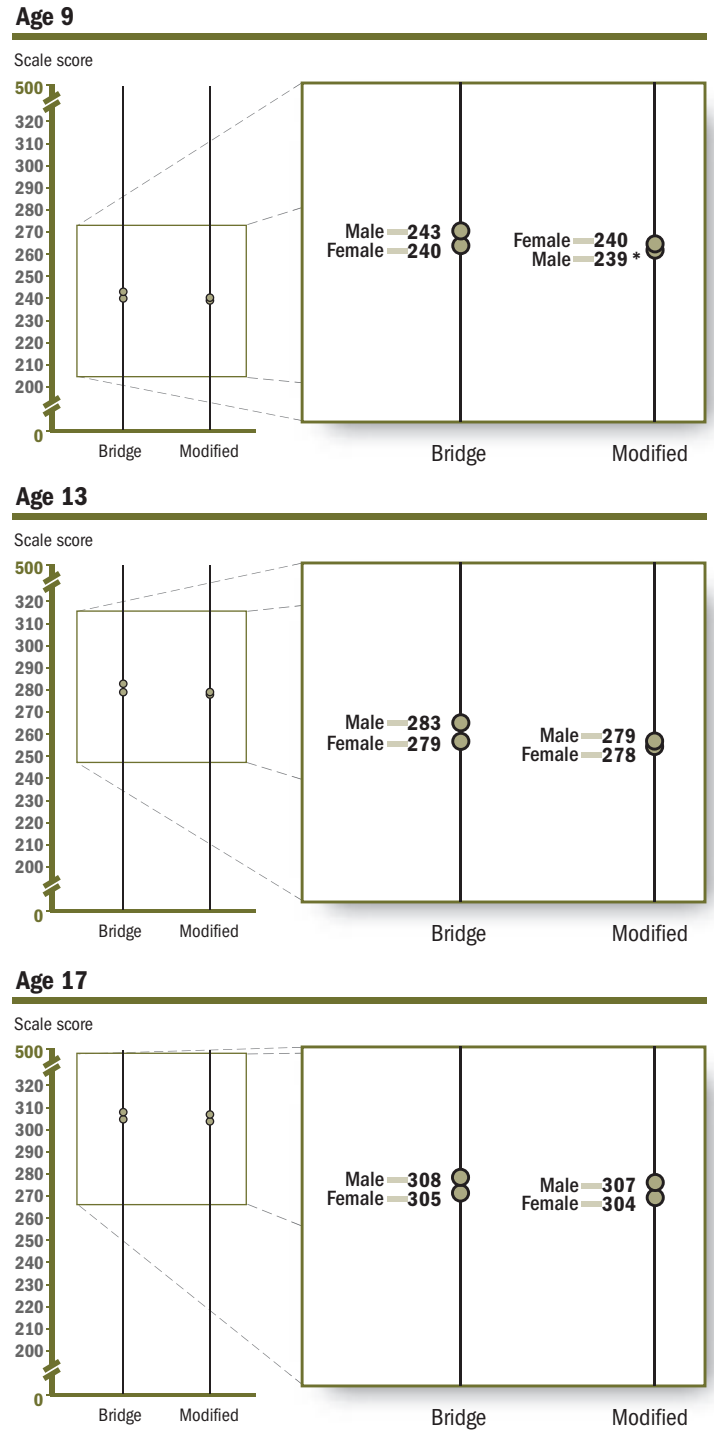 Age 9
Scale score
500
320
310
300
290
280
270
260
250
240
230
220
210
200
0
Bridge Modified
Male 243
Female 240
Female 240
Male 239 *
Bridge Modified
Age 13
Scale score
500
320
310
300
290
280
270
260
250
240
230
220
210
200
0
Bridge Modified
Male 283
Female 279
Male 279
Female 278
Bridge Modified
Age 17
Scale score
500
320
310
300
290
280
270
260
250
240
230
220
210
200
0
Bridge Modified
Male 308
Female 305
Male 307
Female 304
Bridge Modified